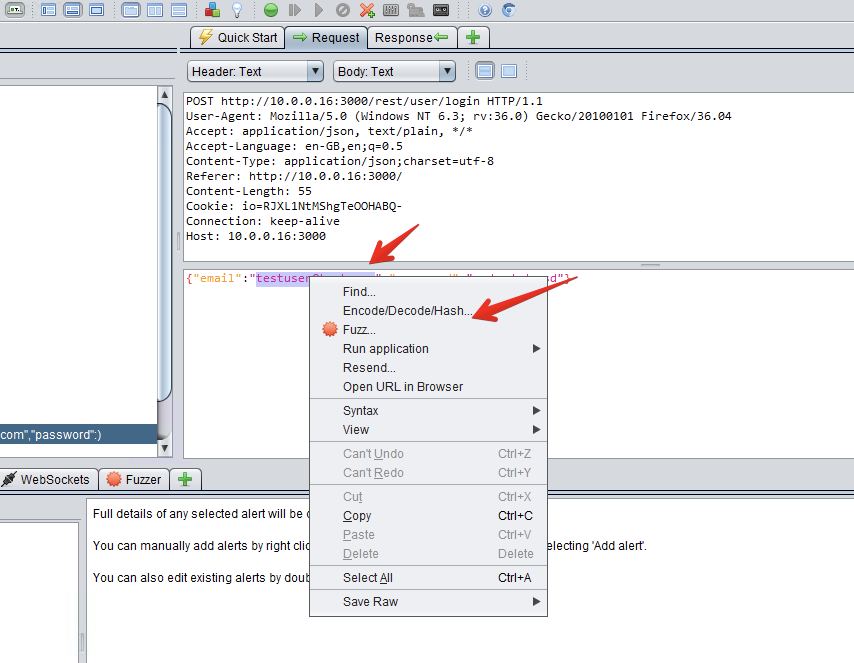 Quick Start Request Response
Header: Text Body: Text
POST http://10.0.0.16:3000/rest/user/login HTTP/1.1
User-Agent: Mozilla/5.0 (Windows NT 6.3; rv:36.0) Gecko/20100101 Firefox/36.04
Accept: application/json, text/plain, */*
Accept-Language: en-GB,en;q=0.5
Content-Type: application/json;charset=utf-8
Referer: http://10.0.0.16:3000/
Content-Length: 55
Cookie: io=RJXL1NtMShgTeOOHABQ-
Connection: keep-alive
Host: 10.0.0.16:3000
{"email":"testuser
Find...
Encode/Decode/Hash...
Fuzz...
Run application
Resend...
Open URL in Browser
Syntax
View
Can't Undo Ctrl+Z
Can't Redo Ctrl+Y
Cut Ctrl+X
Copy Ctrl+C
Paste Ctrl+V
Delete Delete
Select All Ctrl+A
Save Raw
com","password":)
WebSockets Fuzzer
Full details of any selected alert will be
You can manually add alerts by right electing 'Add alert'.
You can also edit existing alerts by